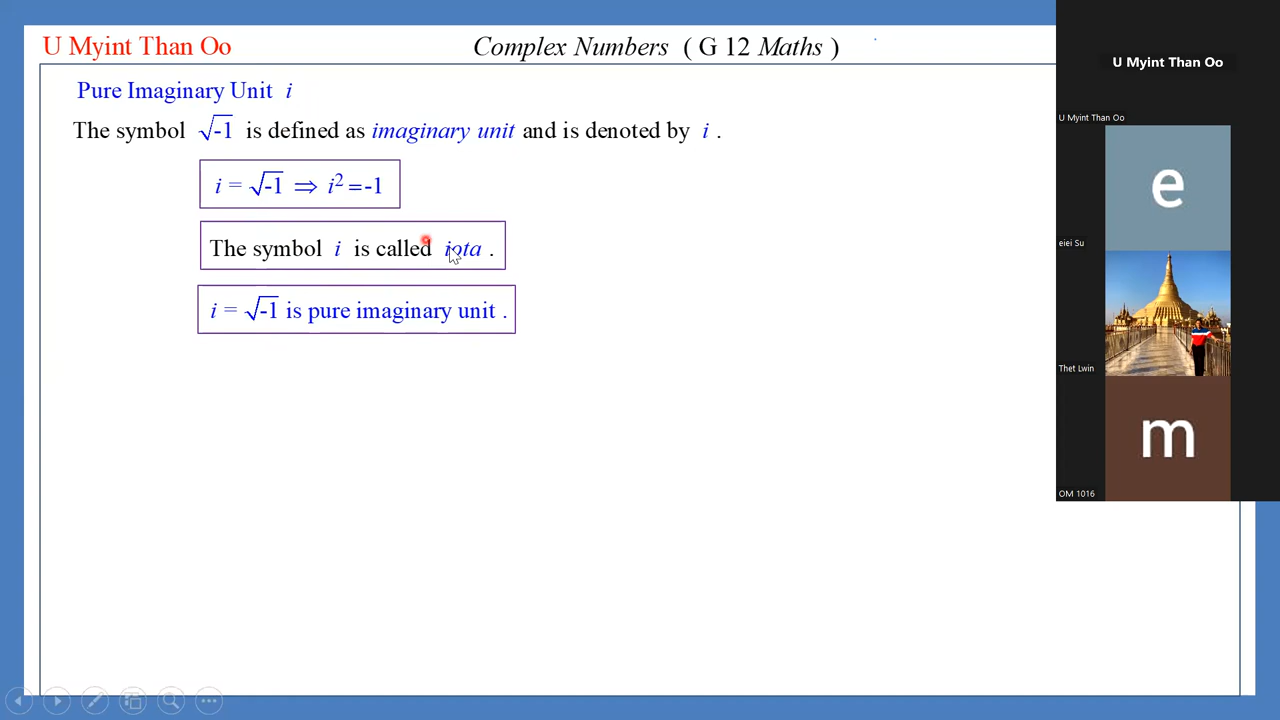 U Myint Than Oo
Complex Numbers ( G 12 Maths )
Pure Imaginary Unit i
The symbol √-1 is defined as imaginary unit and is denoted by i .
i = √-1 ⇒ i² = -1
The symbol i is called iota .
i = √-1 is pure imaginary unit .
U Myint Than Oo
U Myint Than Oo
e
eiei Su
Thet Lwin
m
OM 1016